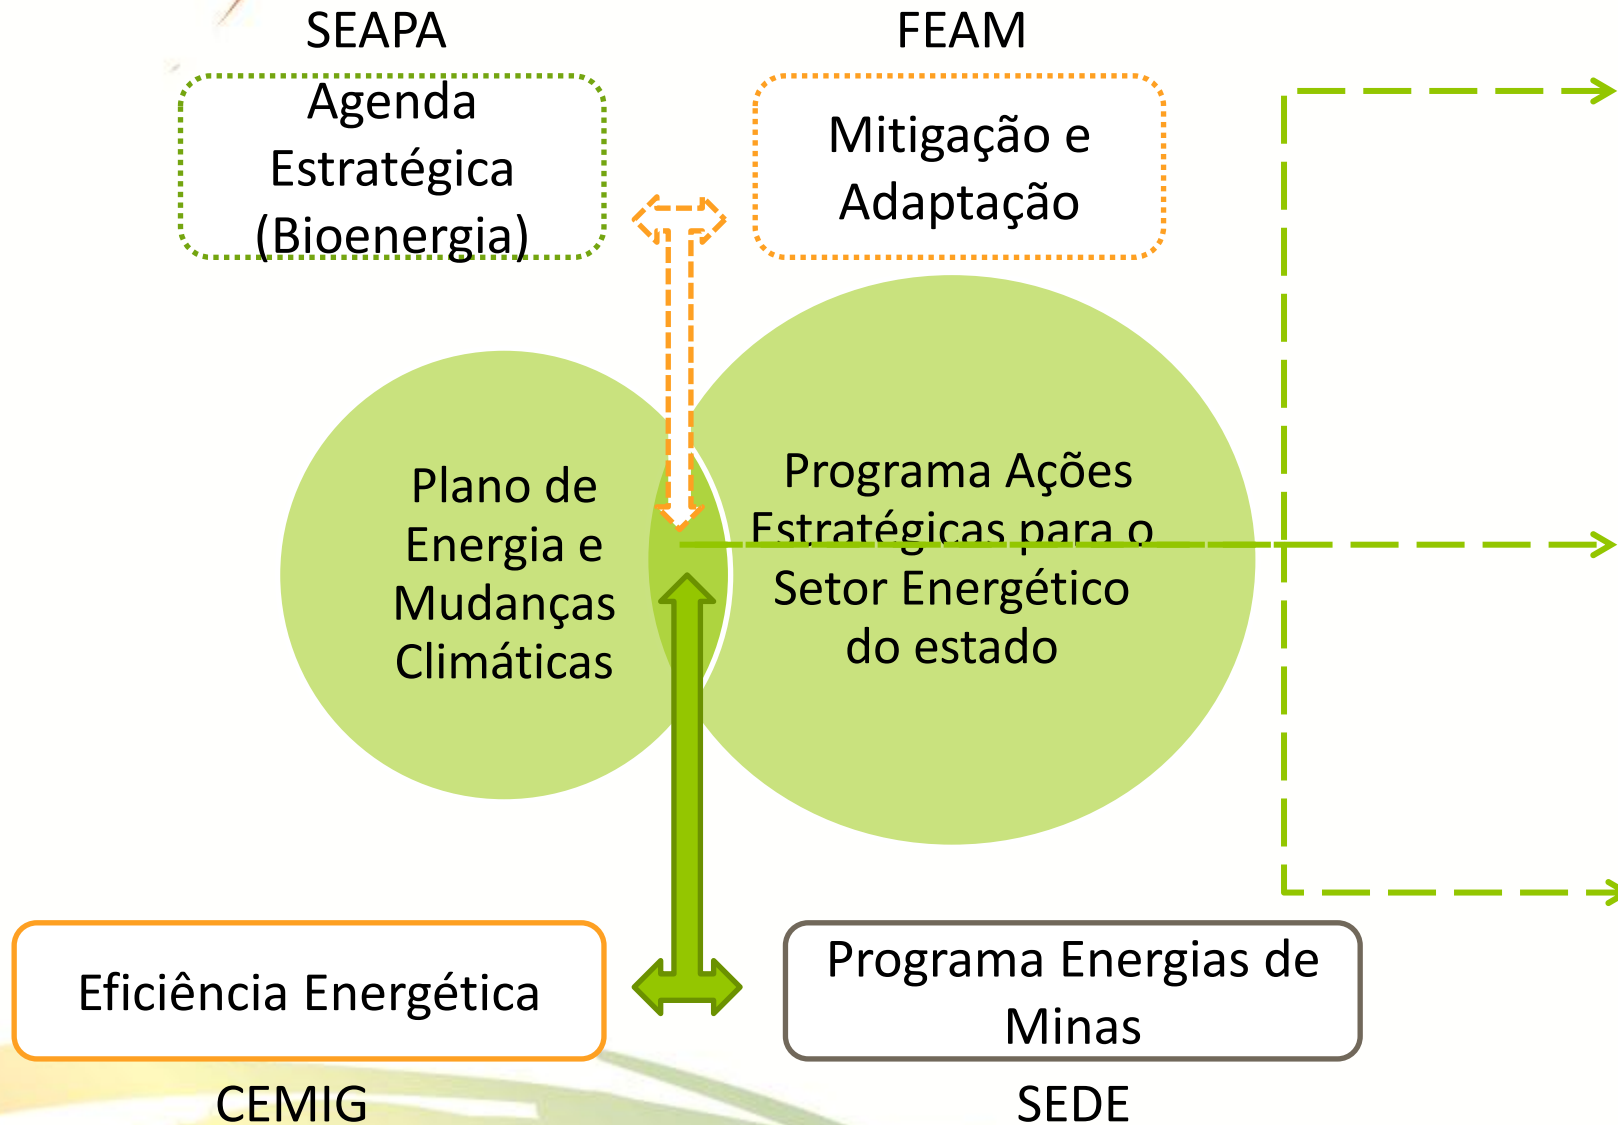 SEAPA
FEAM
Agenda
Estratégica
(Bioenergia)
Mitigação e
Adaptação
Plano de
Energia e
Mudanças
Climáticas
Programa Ações
Estratégicas para o
Setor Energético
do estado
Eficiência Energética
Programa Energias de
Minas
CEMIG
SEDE